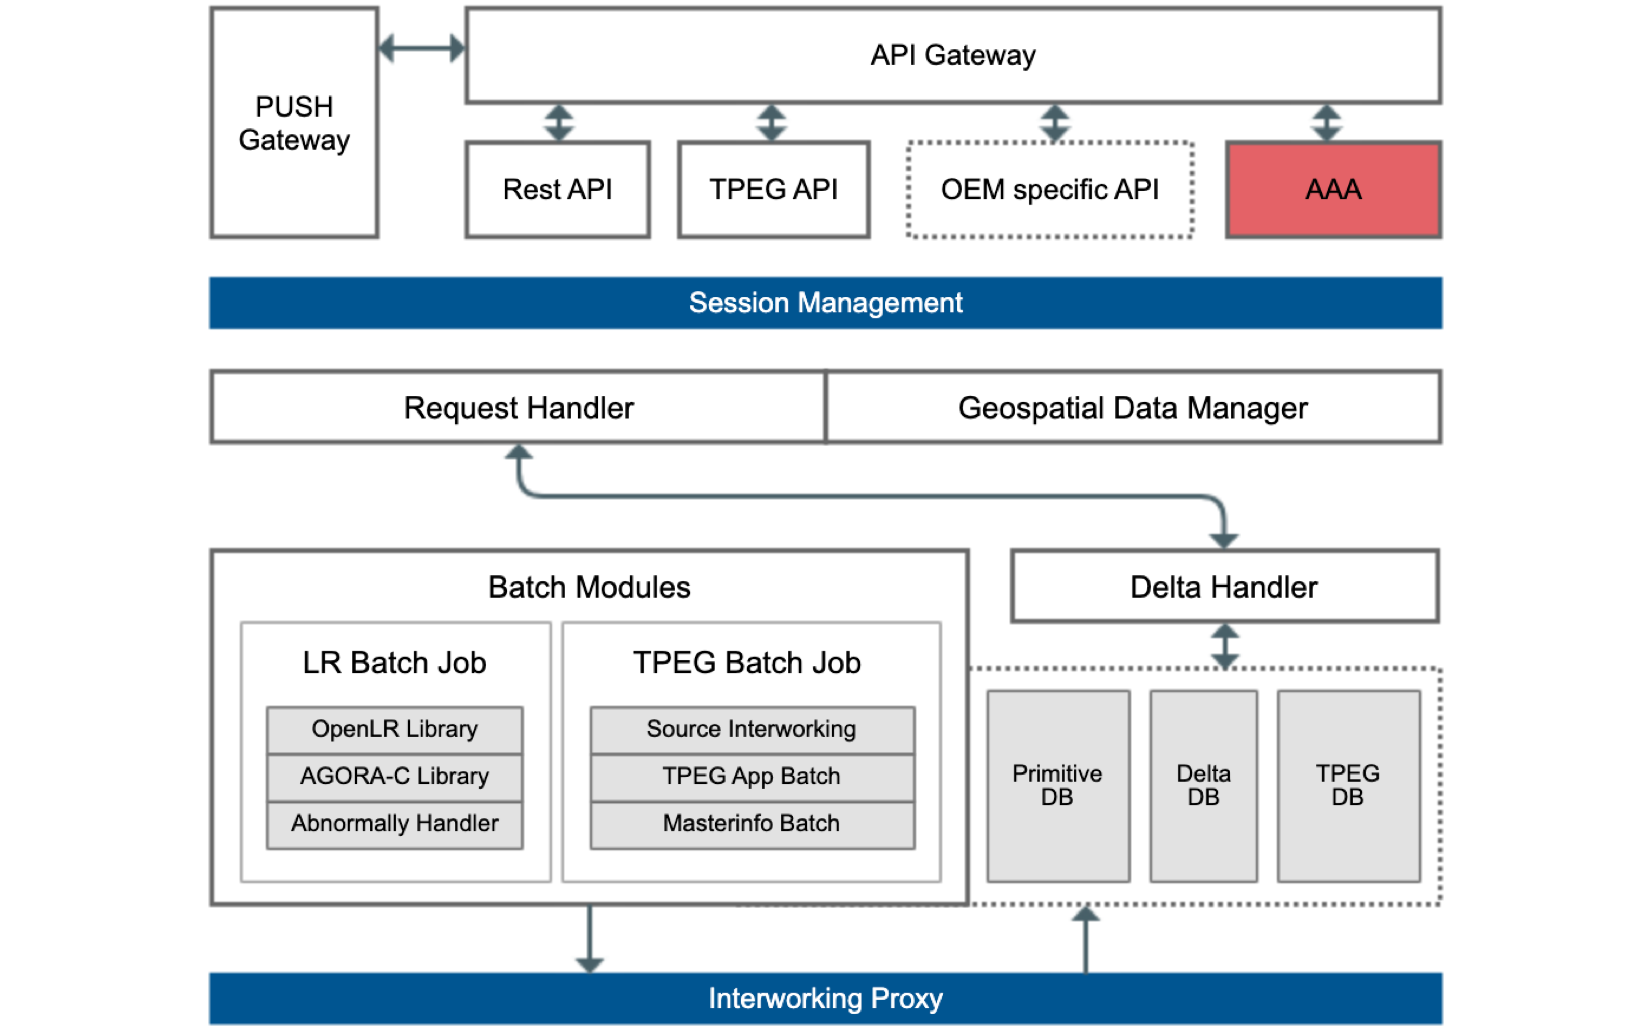 PUSH
Gateway
API Gateway
Rest API
TPEG API
OEM specific API
AAA
Session Management
Request Handler
Geospatial Data Manager
Batch Modules
Delta Handler
LR Batch Job
OpenLR Library
AGORA-C Library
Abnormally Handler
TPEG Batch Job
Source Interworking
TPEG App Batch
Masterinfo Batch
Primitive
DB
Delta
DB
TPEG
DB
Interworking Proxy